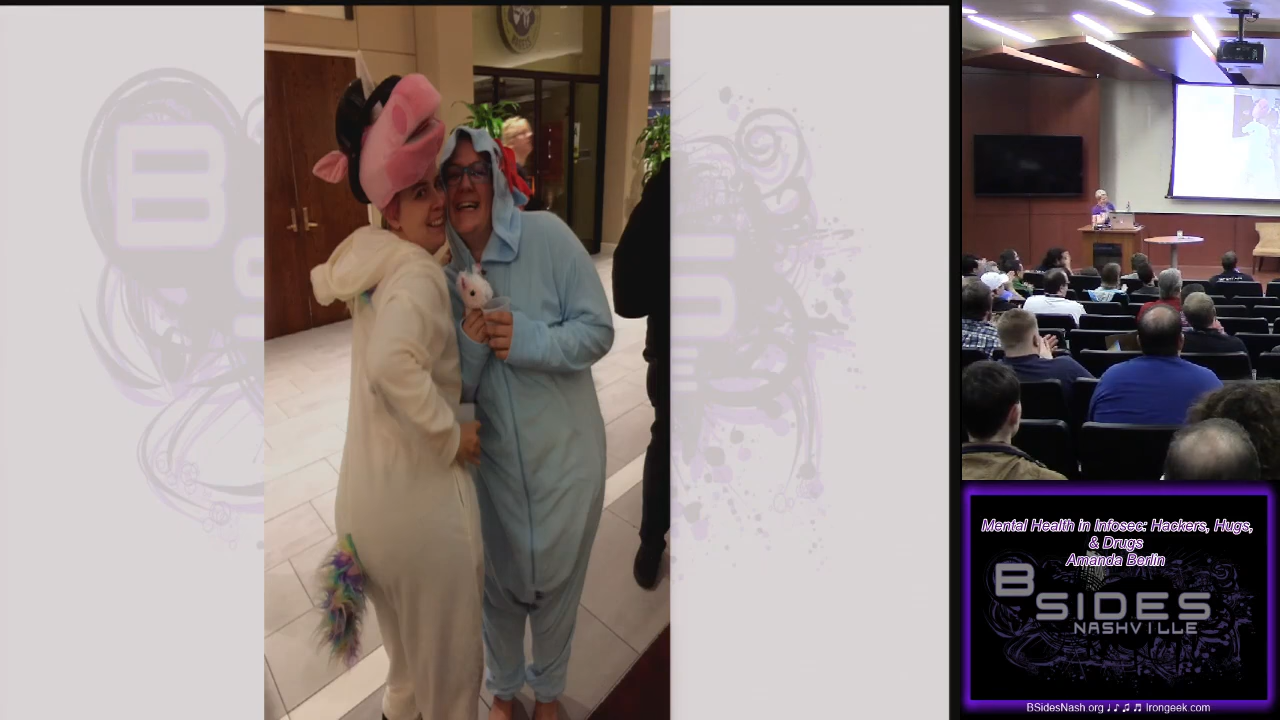 Mental Health in Infosec: Hackers, Hugs,
& Drugs
Amanda Berlin
B
SIDES
NASHVILLE
BSidesNash.org ♩♪♫♬ Irongeek.com